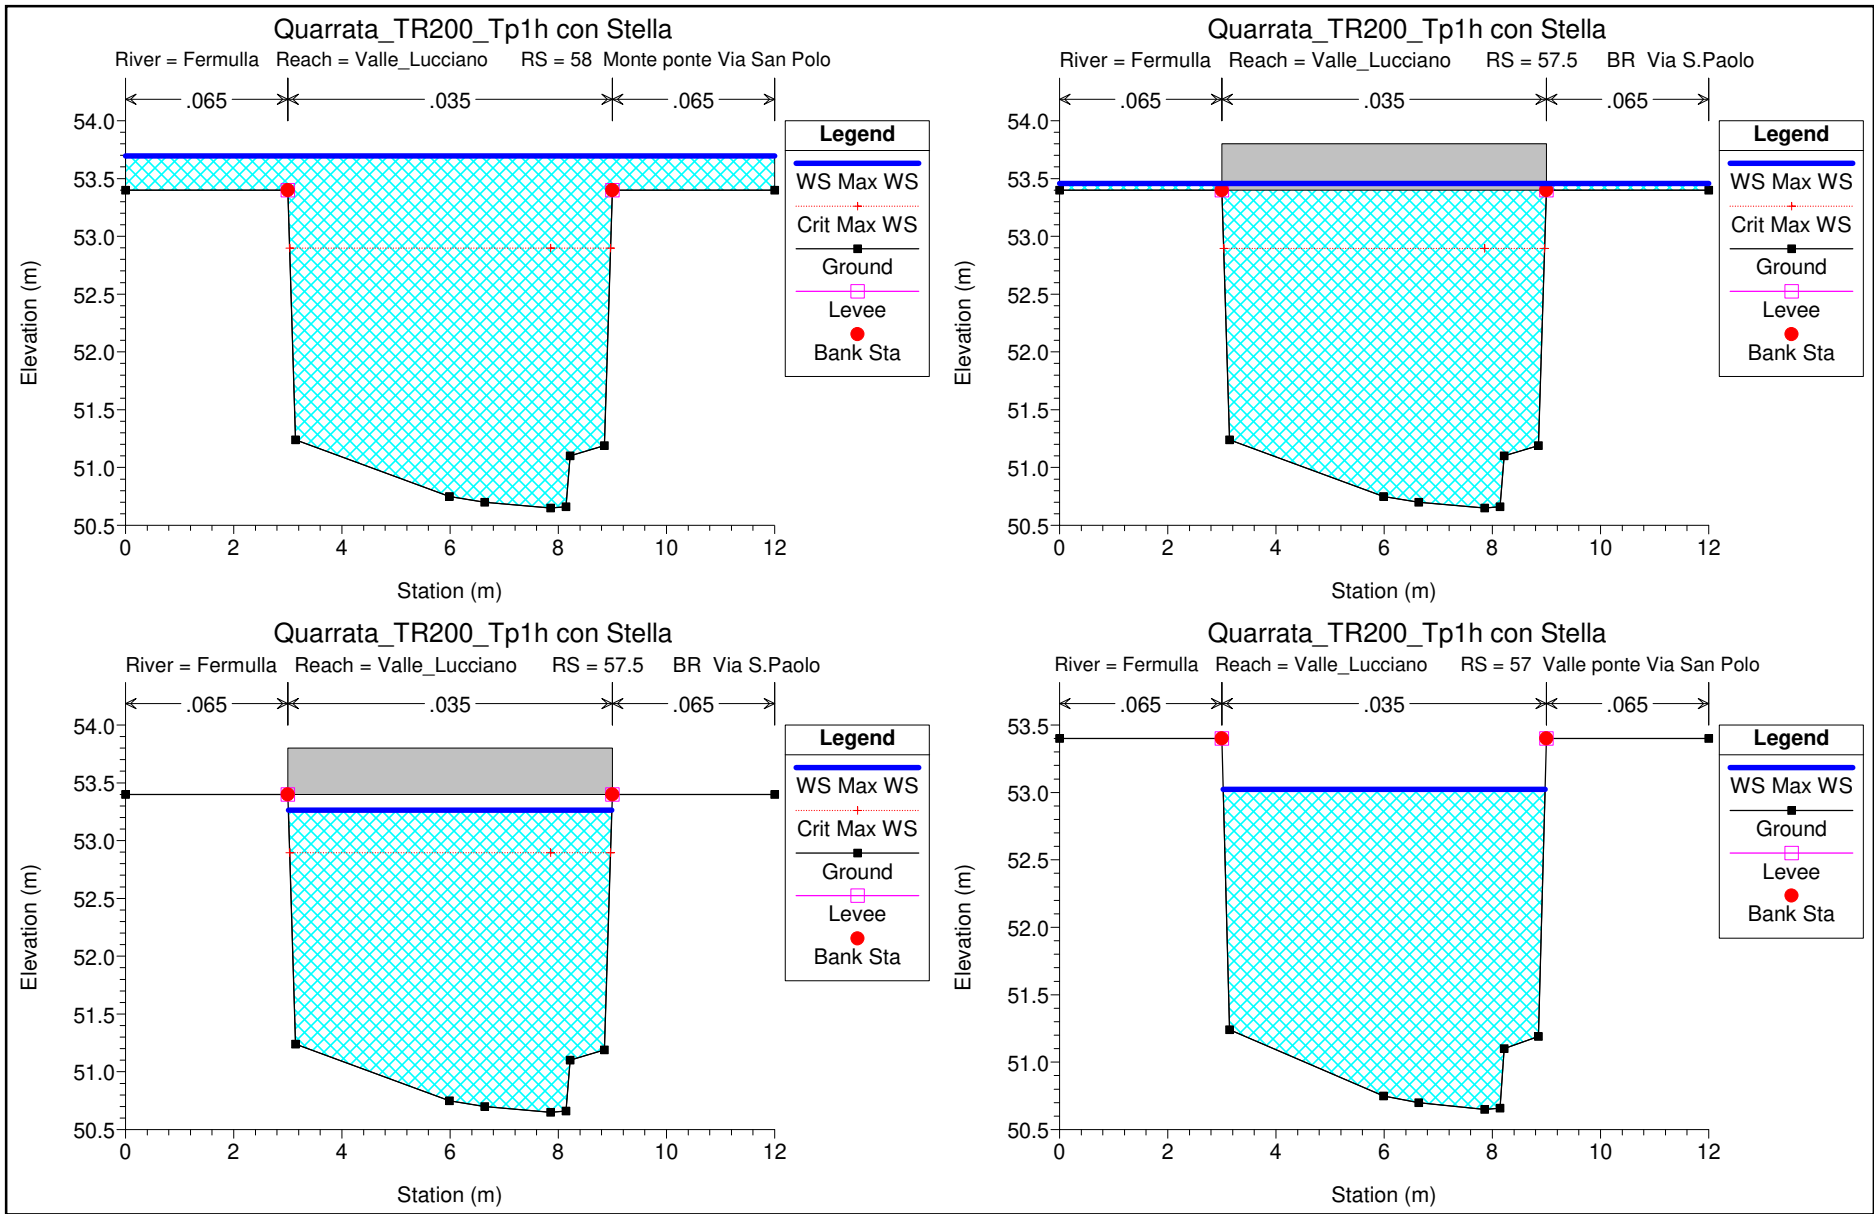 Quarrata_TR200_Tp1h con Stella
River = Fermulla Reach = Valle_Lucciano RS = 58 Monte ponte Via San Polo
.065 .035 .065
54.0
53.5
53.0
52.5
52.0
51.5
51.0
50.5
0 2 4 6 8 10 12
Elevation (m)
Station (m)
Legend
WS Max WS
Crit Max WS
Ground
Levee
Bank Sta
Quarrata_TR200_Tp1h con Stella
River = Fermulla Reach = Valle_Lucciano RS = 57.5 BR Via S.Paolo
.065 .035 .065
54.0
53.5
53.0
52.5
52.0
51.5
51.0
50.5
0 2 4 6 8 10 12
Elevation (m)
Station (m)
Legend
WS Max WS
Crit Max WS
Ground
Levee
Bank Sta
Quarrata_TR200_Tp1h con Stella
River = Fermulla Reach = Valle_Lucciano RS = 57.5 BR Via S.Paolo
.065 .035 .065
54.0
53.5
53.0
52.5
52.0
51.5
51.0
50.5
0 2 4 6 8 10 12
Elevation (m)
Station (m)
Legend
WS Max WS
Crit Max WS
Ground
Levee
Bank Sta
Quarrata_TR200_Tp1h con Stella
River = Fermulla Reach = Valle_Lucciano RS = 57 Valle ponte Via San Polo
.065 .035 .065
53.5
53.0
52.5
52.0
51.5
51.0
50.5
0 2 4 6 8 10 12
Elevation (m)
Station (m)
Legend
WS Max WS
Ground
Levee
Bank Sta